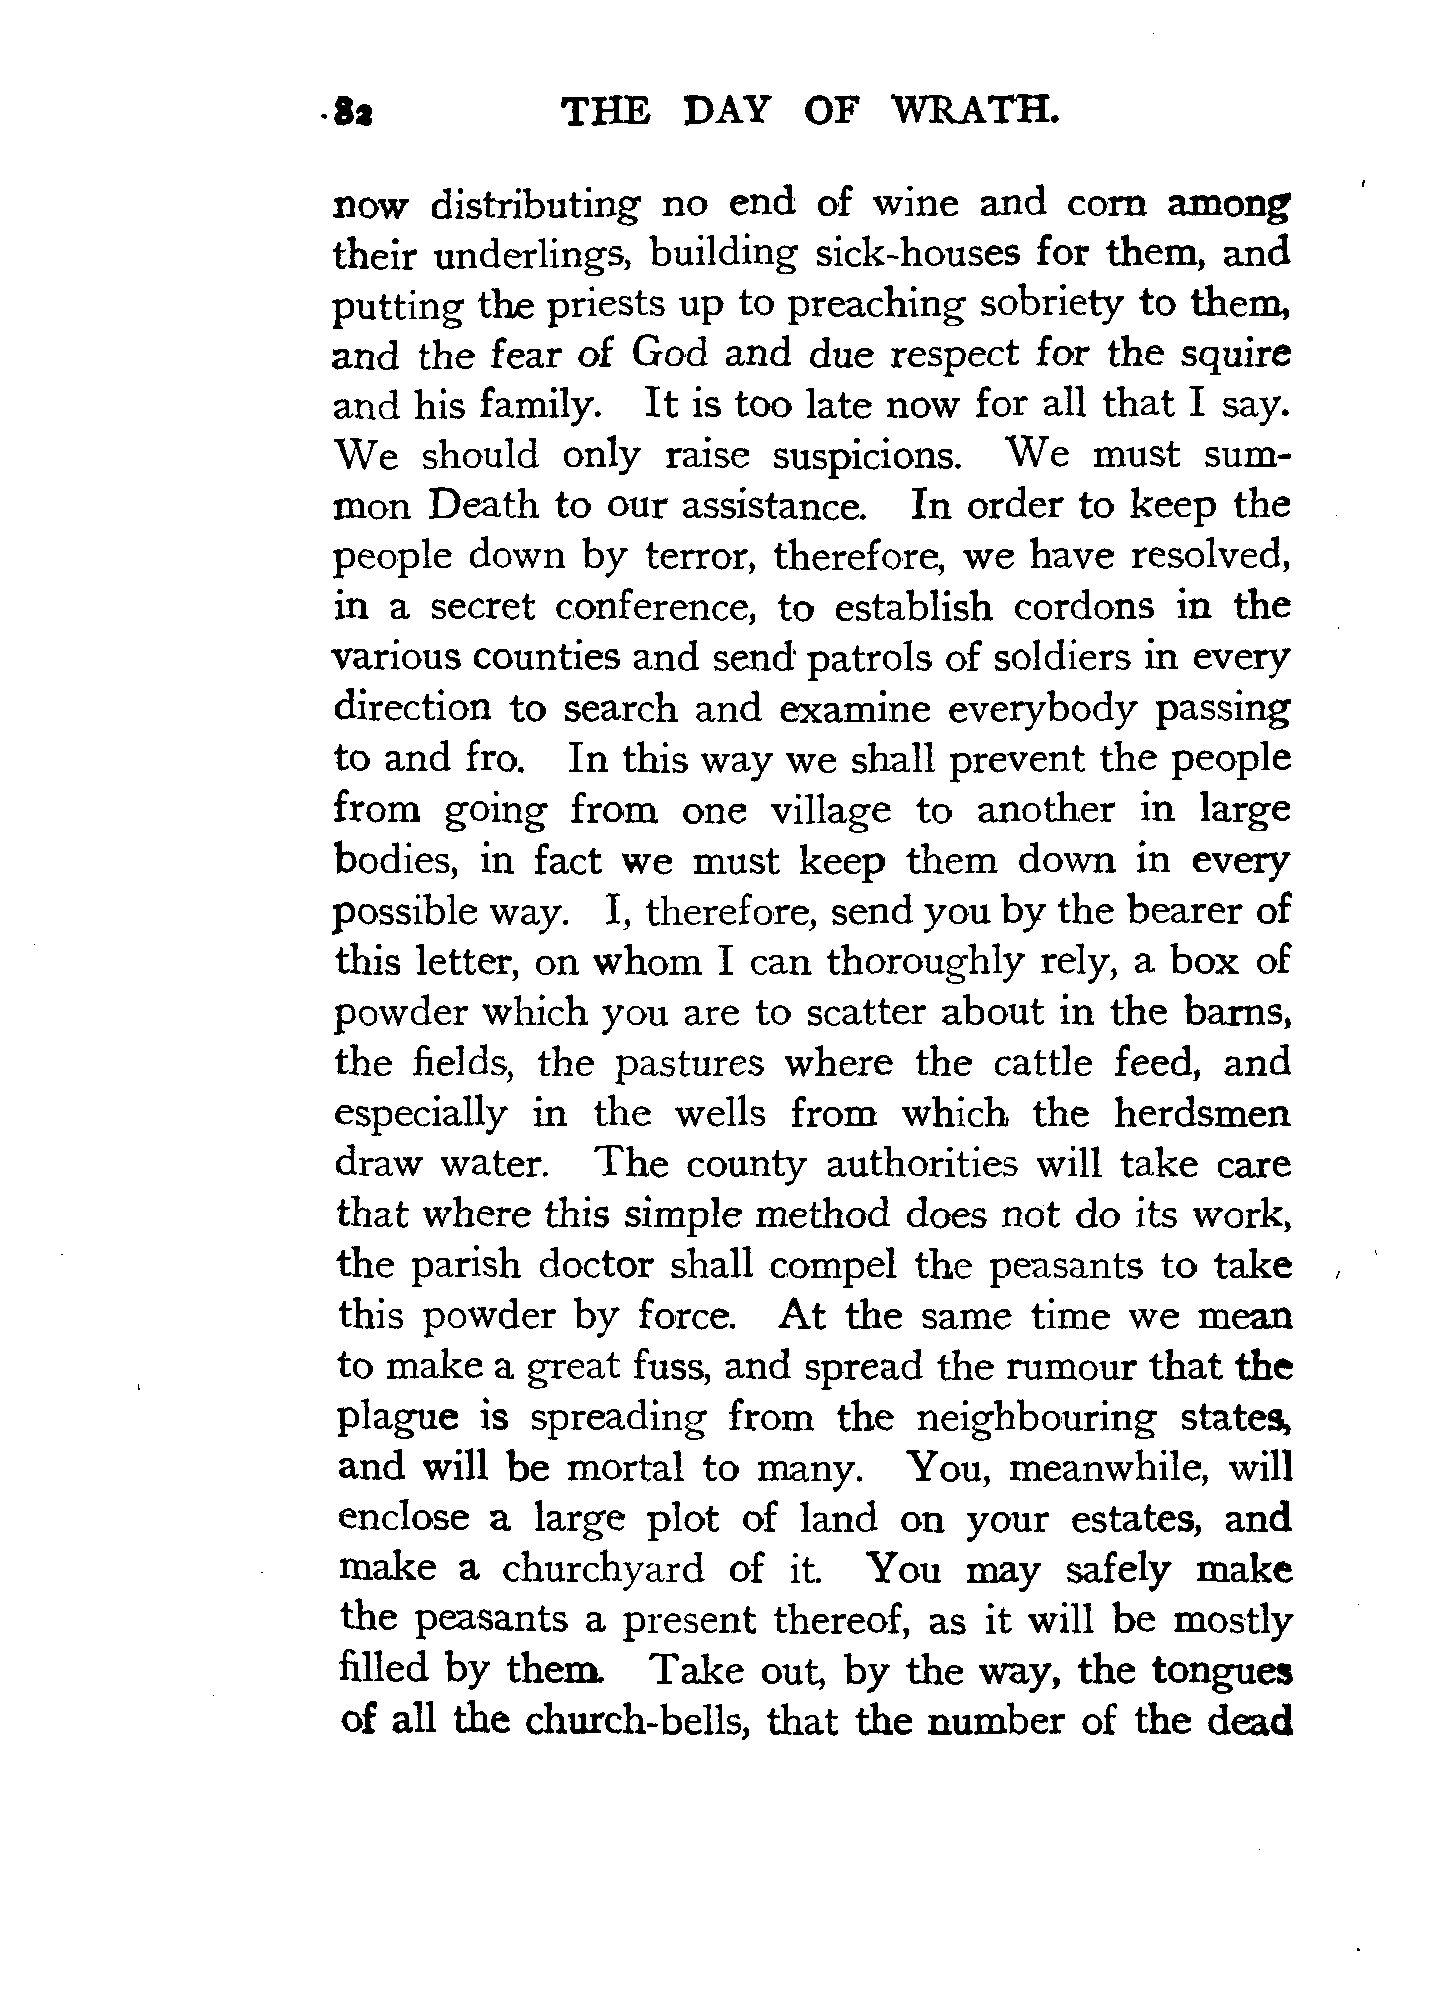 82 THE DAY OF WRATH.
now distributing no end of wine and corn among
their underlings, building sick-houses for them, and
putting the priests up to preaching sobriety to them,
and the fear of God and due respect for the squire
and his family. It is too late now for all that I say.
We should only raise suspicions. We must sum-
mon Death to our assistance. In order to keep the
people down by terror, therefore, we have resolved,
in a secret conference, to establish cordons in the
various counties and send patrols of soldiers in every
direction to search and examine everybody passing
to and fro. In this way we shall prevent the people
from going from one village to another in large
bodies, in fact we must keep them down in every
possible way. I, therefore, send you by the bearer of
this letter, on whom I can thoroughly rely, a box of
powder which you are to scatter about in the barns,
the fields, the pastures where the cattle feed, and
especially in the wells from which the herdsmen
draw water. The county authorities will take care
that where this simple method does not do its work,
the parish doctor shall compel the peasants to take
this powder by force. At the same time we mean
to make a great fuss, and spread the rumour that the
plague is spreading from the neighbouring states,
and will be mortal to many. You, meanwhile, will
enclose a large plot of land on your estates, and
make a churchyard of it. You may safely make
the peasants a present thereof, as it will be mostly
filled by them. Take out, by the way, the tongues
of all the church-bells, that the number of the dead